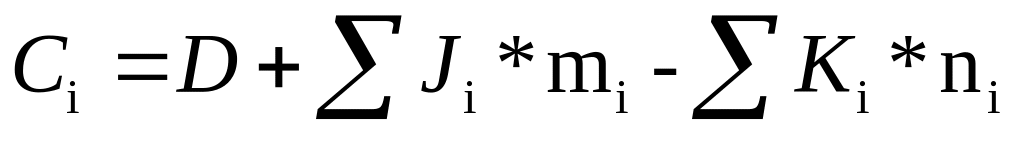 Cᵢ = D + ∑ Jᵢ * mᵢ - ∑ Kᵢ * nᵢ